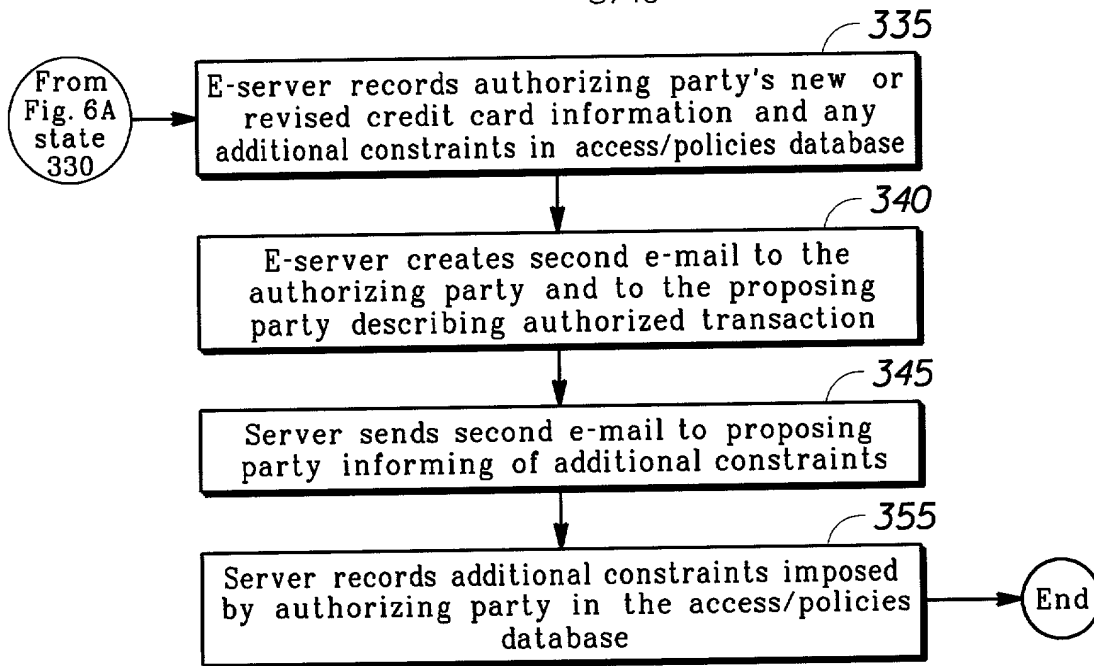 335
From
Fig. 6A
state
330
E-server records authorizing party's new or
revised credit card information and any
additional constraints in access/policies database
340
E-server creates second e-mail to the
authorizing party and to the proposing
party describing authorized transaction
345
Server sends second e-mail to proposing
party informing of additional constraints
355
Server records additional constraints imposed
by authorizing party in the access/policies
database
End